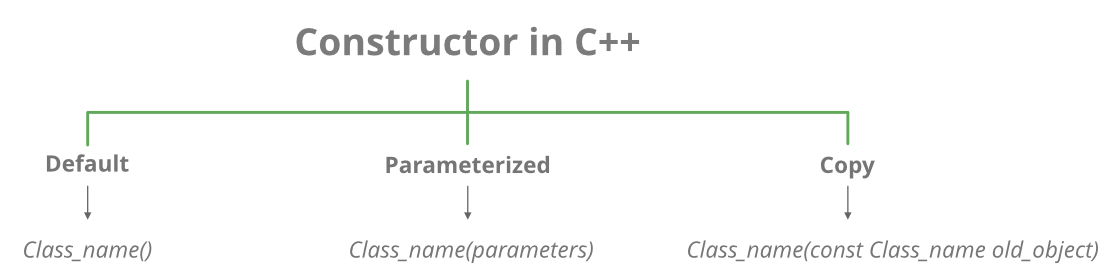 Constructor in C++
Default
Parameterized
Copy
Class_name()
Class_name(parameters)
Class_name(const Class_name old_object)